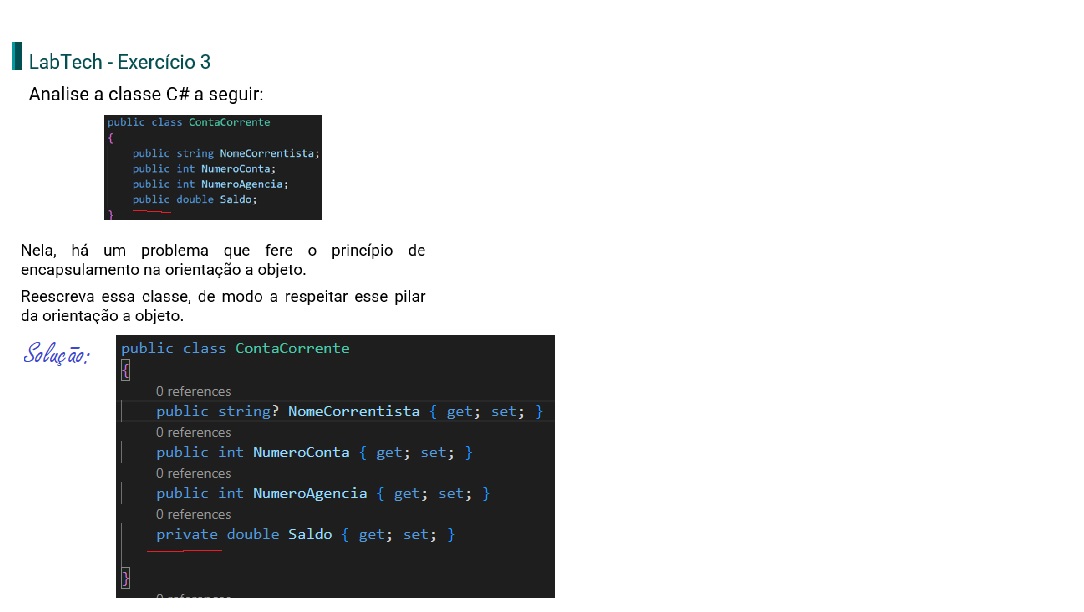 LabTech - Exercício 3
Analise a classe C# a seguir:
public class ContaCorrente
{
public string NomeCorrentista;
public int NumeroConta;
public int NumeroAgencia;
public double Saldo;
}
Nela, há um problema que fere o princípio de
encapsulamento na orientação a objeto.
Reescreva essa classe, de modo a respeitar esse pilar
da orientação a objeto.
Solução:
public class ContaCorrente
{
0 references
public string? NomeCorrentista { get; set; }
0 references
public int NumeroConta { get; set; }
0 references
public int NumeroAgencia { get; set; }
0 references
private double Saldo { get; set; }
}
0 references